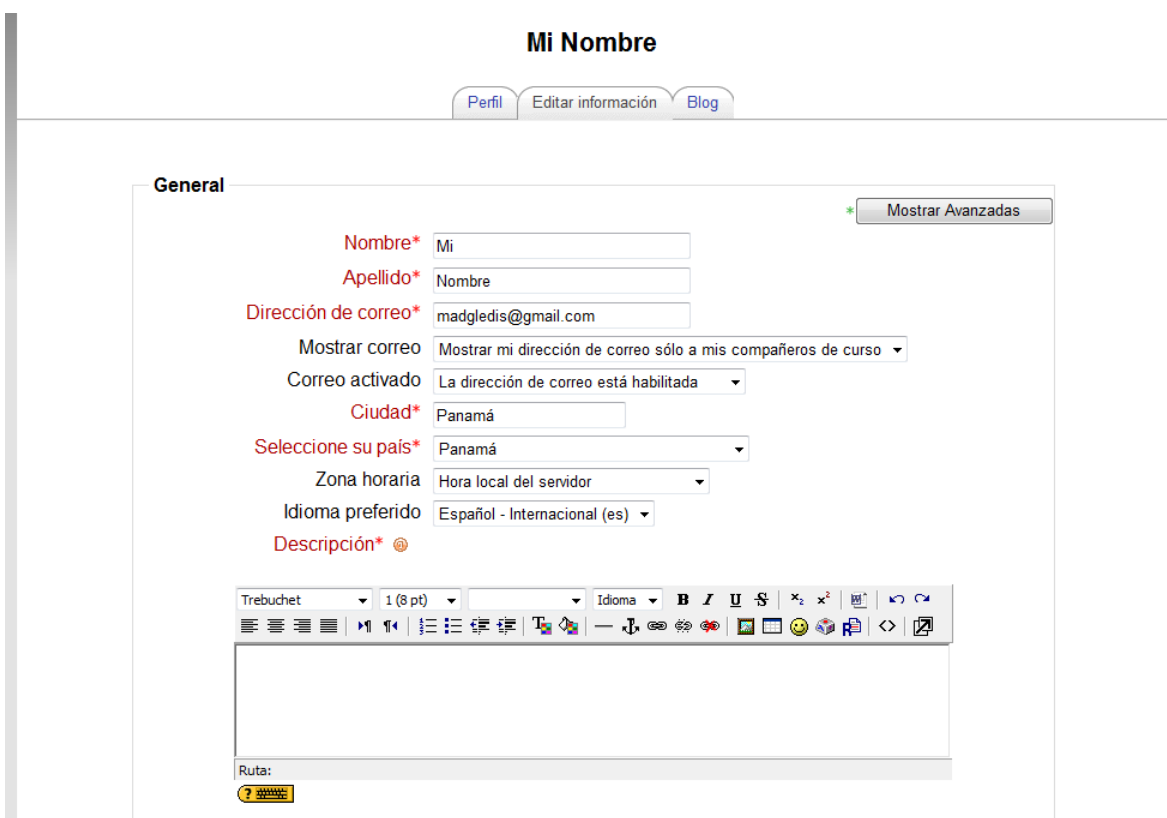 Mi Nombre
Perfil Editar información Blog
General
* Mostrar Avanzadas
Nombre* Mi
Apellido* Nombre
Dirección de correo* madgledis@gmail.com
Mostrar correo Mostrar mi dirección de correo sólo a mis compañeros de curso
Correo activado La dirección de correo está habilitada
Ciudad* Panamá
Seleccione su país* Panamá
Zona horaria Hora local del servidor
Idioma preferido Español - Internacional (es)
Descripción*
Trebuchet 1 (8 pt) Idioma B I U S x₂ x²
Ruta:
?